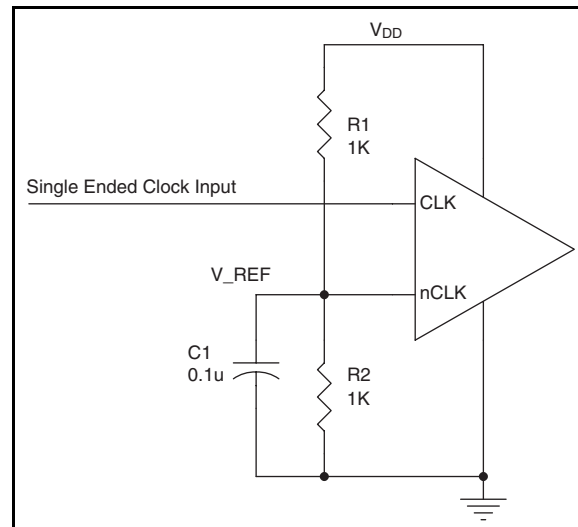 VDD
R1
1K
Single Ended Clock Input
CLK
V_REF
nCLK
C1
0.1u
R2
1K